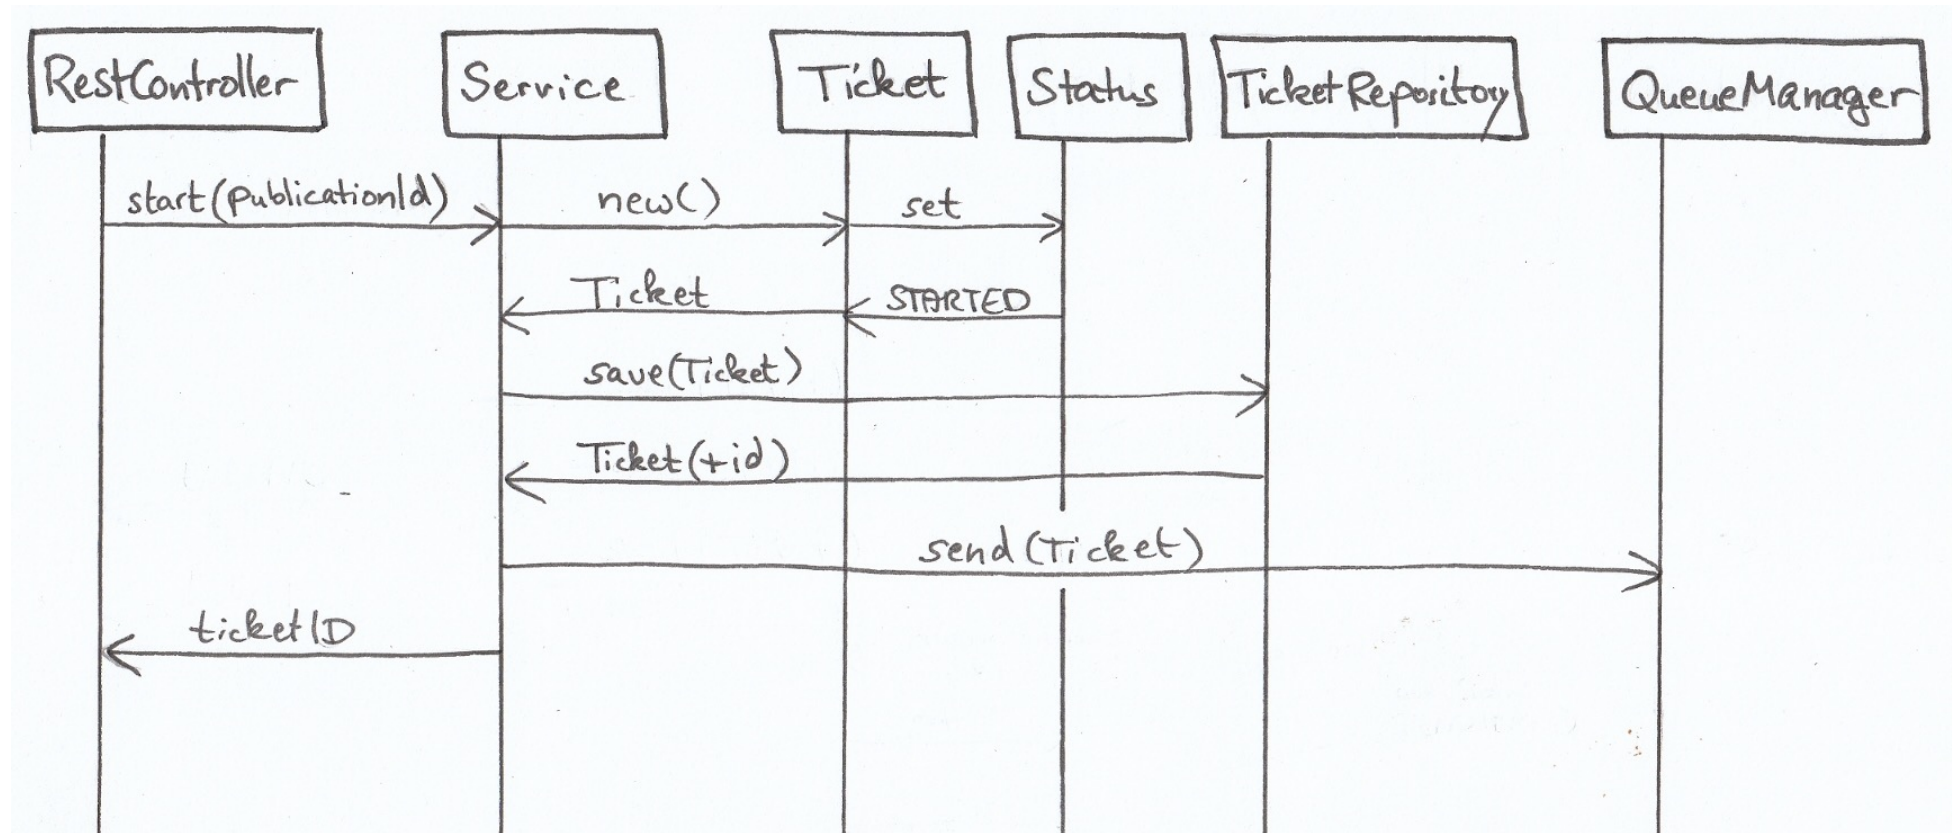 RestController Service Ticket Status TicketRepository QueueManager
start(publicationId) new() set
Ticket STARTED
save(Ticket)
Ticket(+id)
send(Ticket)
ticketID